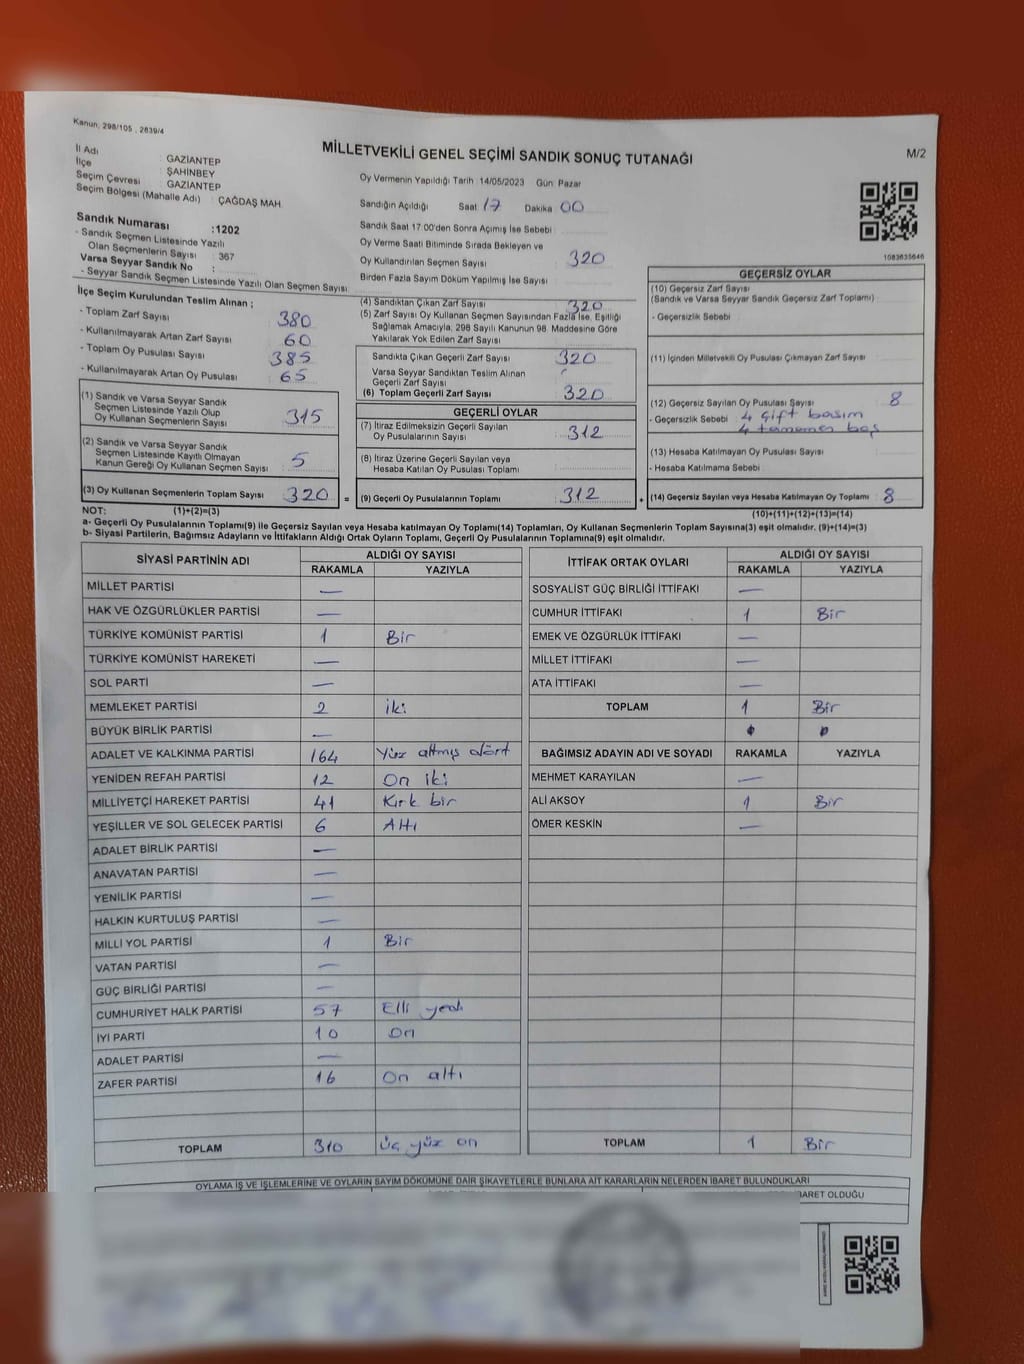 Kanun, 298/105 , 2839/4
MİLLETVEKİLİ GENEL SEÇİMİ SANDIK SONUÇ TUTANAĞI
M/2
İl Adı : GAZİANTEP
İlçe : ŞAHİNBEY
Seçim Çevresi : GAZİANTEP
Seçim Bölgesi (Mahalle Adı) : ÇAĞDAŞ MAH.
Sandık Numarası :1202
- Sandık Seçmen Listesinde Yazılı
Olan Seçmenlerin Sayısı : 367
Varsa Seyyar Sandık No :
- Seyyar Sandık Seçmen Listesinde Yazılı Olan Seçmen Sayısı
Oy Vermenin Yapıldığı Tarih 14/05/2023 Gün Pazar
Sandığın Açıldığı Saat 17 Dakika 00
Sandık Saat 17.00'den Sonra Açımış İse Sebebi
Oy Verme Saati Bitiminde Sırada Bekleyen ve
Oy Kullandırılan Seçmen Sayısı 320
Birden Fazla Sayım Döküm Yapılmış İse Sayısı
1083635646
İlçe Seçim Kurulundan Teslim Alınan ;
- Toplam Zarf Sayısı 380
- Kullanılmayarak Artan Zarf Sayısı 60
- Toplam Oy Pusulası Sayısı 385
- Kullanılmayarak Artan Oy Pusulası 65
(1) Sandık ve Varsa Seyyar Sandık
Seçmen Listesinde Yazılı Olup
Oy Kullanan Seçmenlerin Sayısı 315
(2) Sandık ve Varsa Seyyar Sandık
Seçmen Listesinde Kayıtlı Olmayan
Kanun Gereği Oy Kullanan Seçmen Sayısı 5
(3) Oy Kullanan Seçmenlerin Toplam Sayısı 320 =
(4) Sandıktan Çıkan Zarf Sayısı 320
(5) Zarf Sayısı Oy Kullanan Seçmen Sayısından Fazla İse, Eşitliği
Sağlamak Amacıyla, 298 Sayılı Kanunun 98. Maddesine Göre
Yakılarak Yok Edilen Zarf Sayısı
Sandıkta Çıkan Geçerli Zarf Sayısı 320
Varsa Seyyar Sandıktan Teslim Alınan
Geçerli Zarf Sayısı
(6) Toplam Geçerli Zarf Sayısı 320
GEÇERLİ OYLAR
(7) İtiraz Edilmeksizin Geçerli Sayılan
Oy Pusulalarının Sayısı 312
(8) İtiraz Üzerine Geçerli Sayılan veya
Hesaba Katılan Oy Pusulası Toplamı
(9) Geçerli Oy Pusulalarının Toplamı 312 +
GEÇERSİZ OYLAR
(10) Geçersiz Zarf Sayısı
(Sandık ve Varsa Seyyar Sandık Geçersiz Zarf Toplamı)
- Geçersizlik Sebebi
(11) İçinden Milletvekili Oy Pusulası Çıkmayan Zarf Sayısı
(12) Geçersiz Sayılan Oy Pusulası Sayısı 8
- Geçersizlik Sebebi 4 çift basım
4 tamamen boş
(13) Hesaba Katılmayan Oy Pusulası Sayısı
- Hesaba Katılmama Sebebi
(14) Geçersiz Sayılan veya Hesaba Katılmayan Oy Toplamı 8
NOT: (1)+(2)=(3) (10)+(11)+(12)+(13)=(14)
a- Geçerli Oy Pusulalarının Toplamı(9) ile Geçersiz Sayılan veya Hesaba katılmayan Oy Toplamı(14) Toplamları, Oy Kullanan Seçmenlerin Toplam Sayısına(3) eşit olmalıdır. (9)+(14)=(3)
b- Siyasi Partilerin, Bağımsız Adayların ve İttifakların Aldığı Ortak Oyların Toplamı, Geçerli Oy Pusulalarının Toplamına(9) eşit olmalıdır.
SİYASİ PARTİNİN ADI ALDIĞI OY SAYISI
RAKAMLA YAZIYLA
MİLLET PARTİSİ —
HAK VE ÖZGÜRLÜKLER PARTİSİ —
TÜRKİYE KOMÜNİST PARTİSİ 1 Bir
TÜRKİYE KOMÜNİST HAREKETİ —
SOL PARTİ —
MEMLEKET PARTİSİ 2 iki
BÜYÜK BİRLİK PARTİSİ —
ADALET VE KALKINMA PARTİSİ 164 Yüz altmış dört
YENİDEN REFAH PARTİSİ 12 On iki
MİLLİYETÇİ HAREKET PARTİSİ 41 Kırk bir
YEŞİLLER VE SOL GELECEK PARTİSİ 6 Altı
ADALET BİRLİK PARTİSİ —
ANAVATAN PARTİSİ —
YENİLİK PARTİSİ —
HALKIN KURTULUŞ PARTİSİ —
MİLLİ YOL PARTİSİ 1 Bir
VATAN PARTİSİ —
GÜÇ BİRLİĞİ PARTİSİ —
CUMHURİYET HALK PARTİSİ 57 Elli yedi
İYİ PARTİ 10 On
ADALET PARTİSİ —
ZAFER PARTİSİ 16 On altı
TOPLAM 310 üç yüz on
İTTİFAK ORTAK OYLARI ALDIĞI OY SAYISI
RAKAMLA YAZIYLA
SOSYALİST GÜÇ BİRLİĞİ İTTİFAKI —
CUMHUR İTTİFAKI 1 Bir
EMEK VE ÖZGÜRLÜK İTTİFAKI —
MİLLET İTTİFAKI —
ATA İTTİFAKI —
TOPLAM 1 Bir
BAĞIMSIZ ADAYIN ADI VE SOYADI RAKAMLA YAZIYLA
MEHMET KARAYILAN —
ALİ AKSOY 1 Bir
ÖMER KESKİN —
TOPLAM 1 Bir
OYLAMA İŞ VE İŞLEMLERİNE VE OYLARIN SAYIM DÖKÜMÜNE DAİR ŞİKAYETLERLE BUNLARA AİT KARARLARIN NELERDEN İBARET BULUNDUKLARI
BARET OLDUĞU